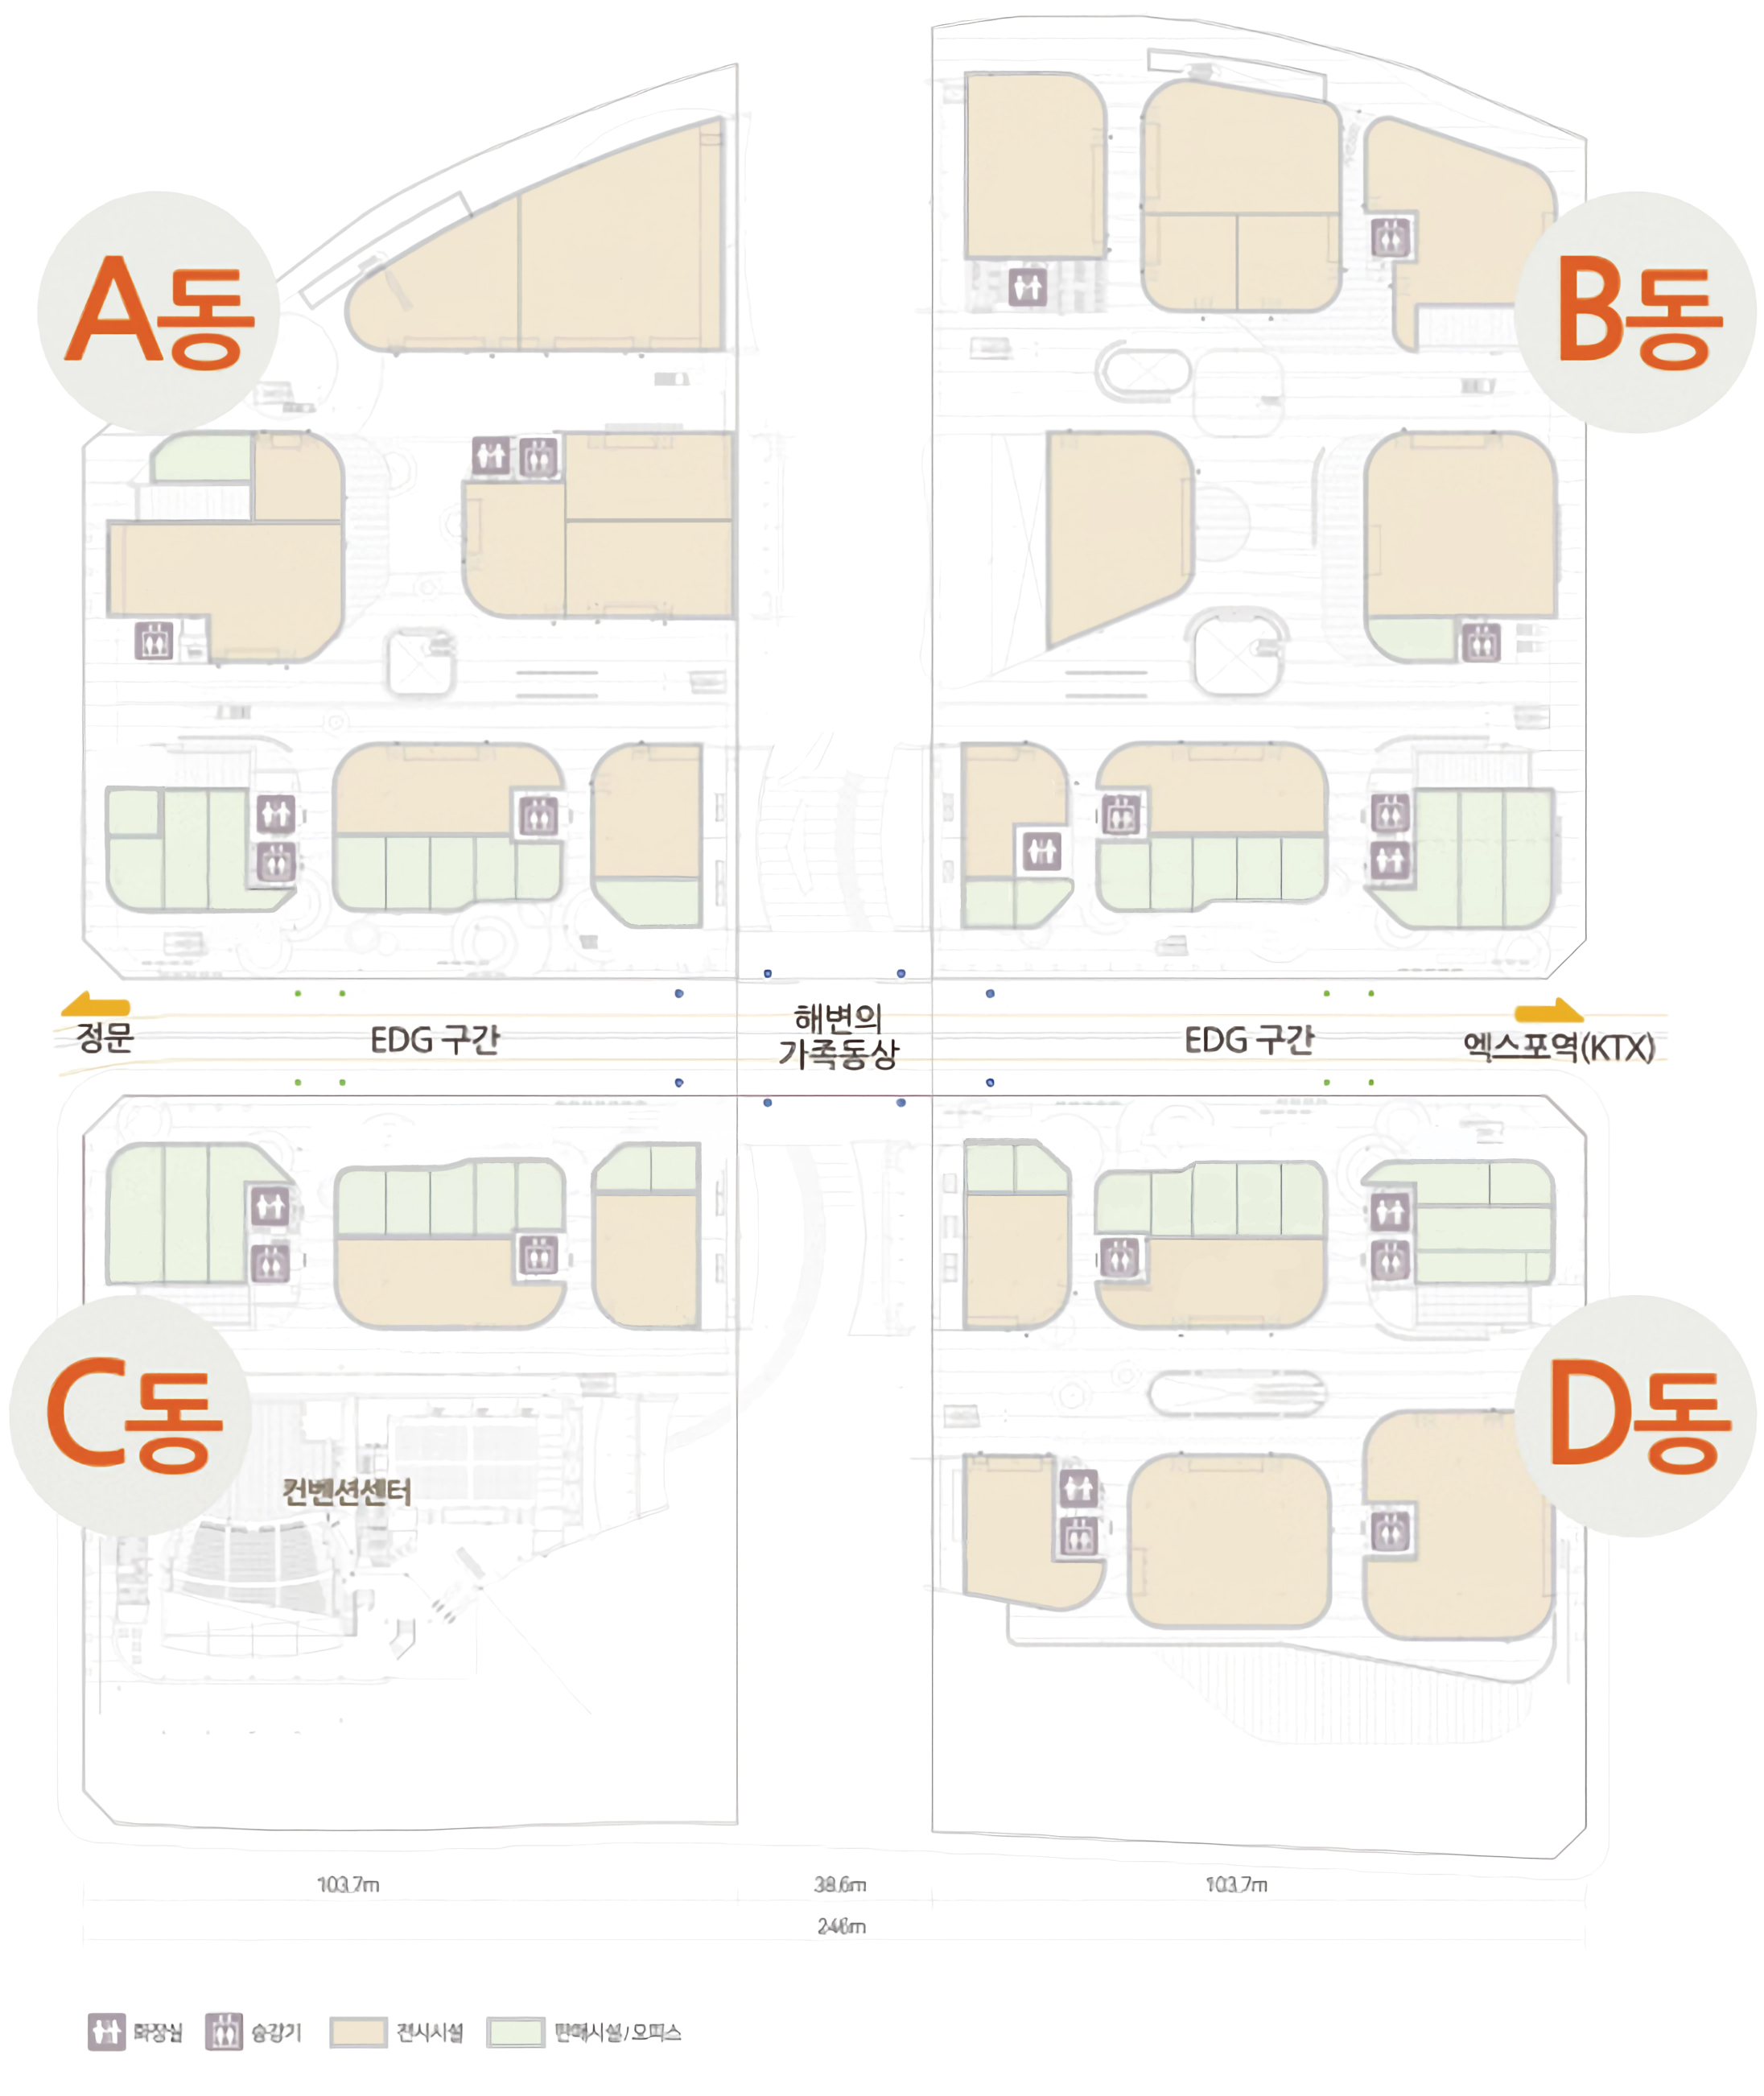 A동
B동
정문
EDG 구간
해변의
가족동상
EDG 구간
엑스포역(KTX)
C동
D동
컨벤션센터
103.7m
38.6m
103.7m
246m
화장실
승강기
전시시설
판매시설/오피스